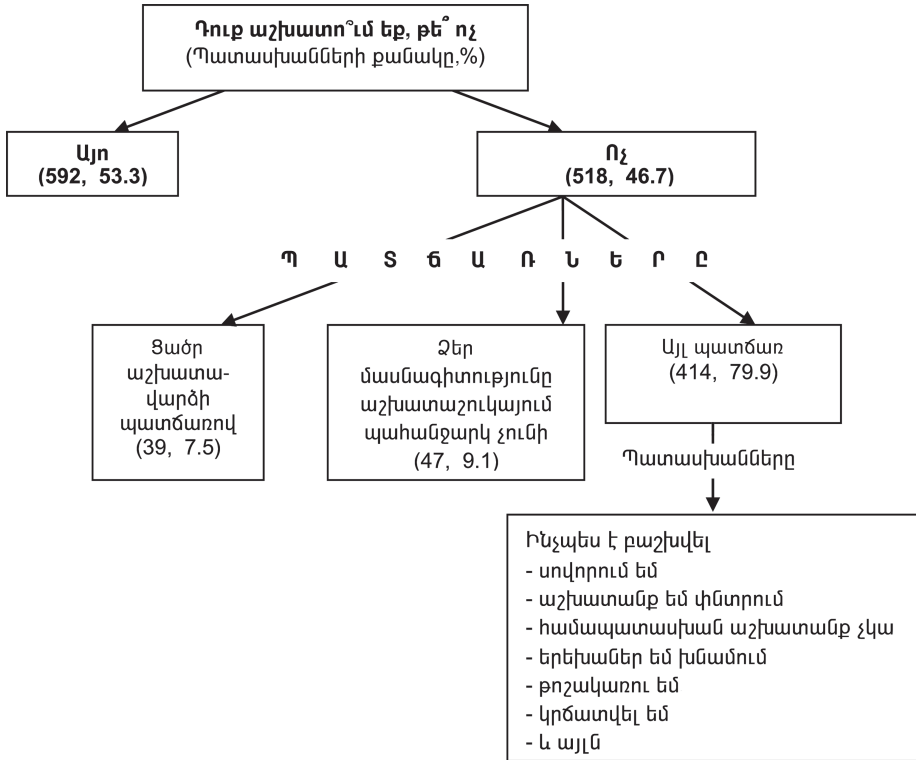 Դուք աշխատո՞ւմ եք, թե՞ ոչ
(Պատասխանների քանակը,%)
Այո
(592, 53.3)
Ոչ
(518, 46.7)
Պ Ա Տ Ճ Ա Ռ Ն Ե Ր Ը
Ցածր
աշխատա-
վարձի
պատճառով
(39, 7.5)
Ձեր
մասնագիտությունը
աշխատաշուկայում
պահանջարկ չունի
(47, 9.1)
Այլ պատճառ
(414, 79.9)
Պատասխանները
Ինչպես է բաշխվել
- սովորում եմ
- աշխատանք եմ փնտրում
- համապատասխան աշխատանք չկա
- երեխաներ եմ խնամում
- թոշակառու եմ
- կրճատվել եմ
- և այլն